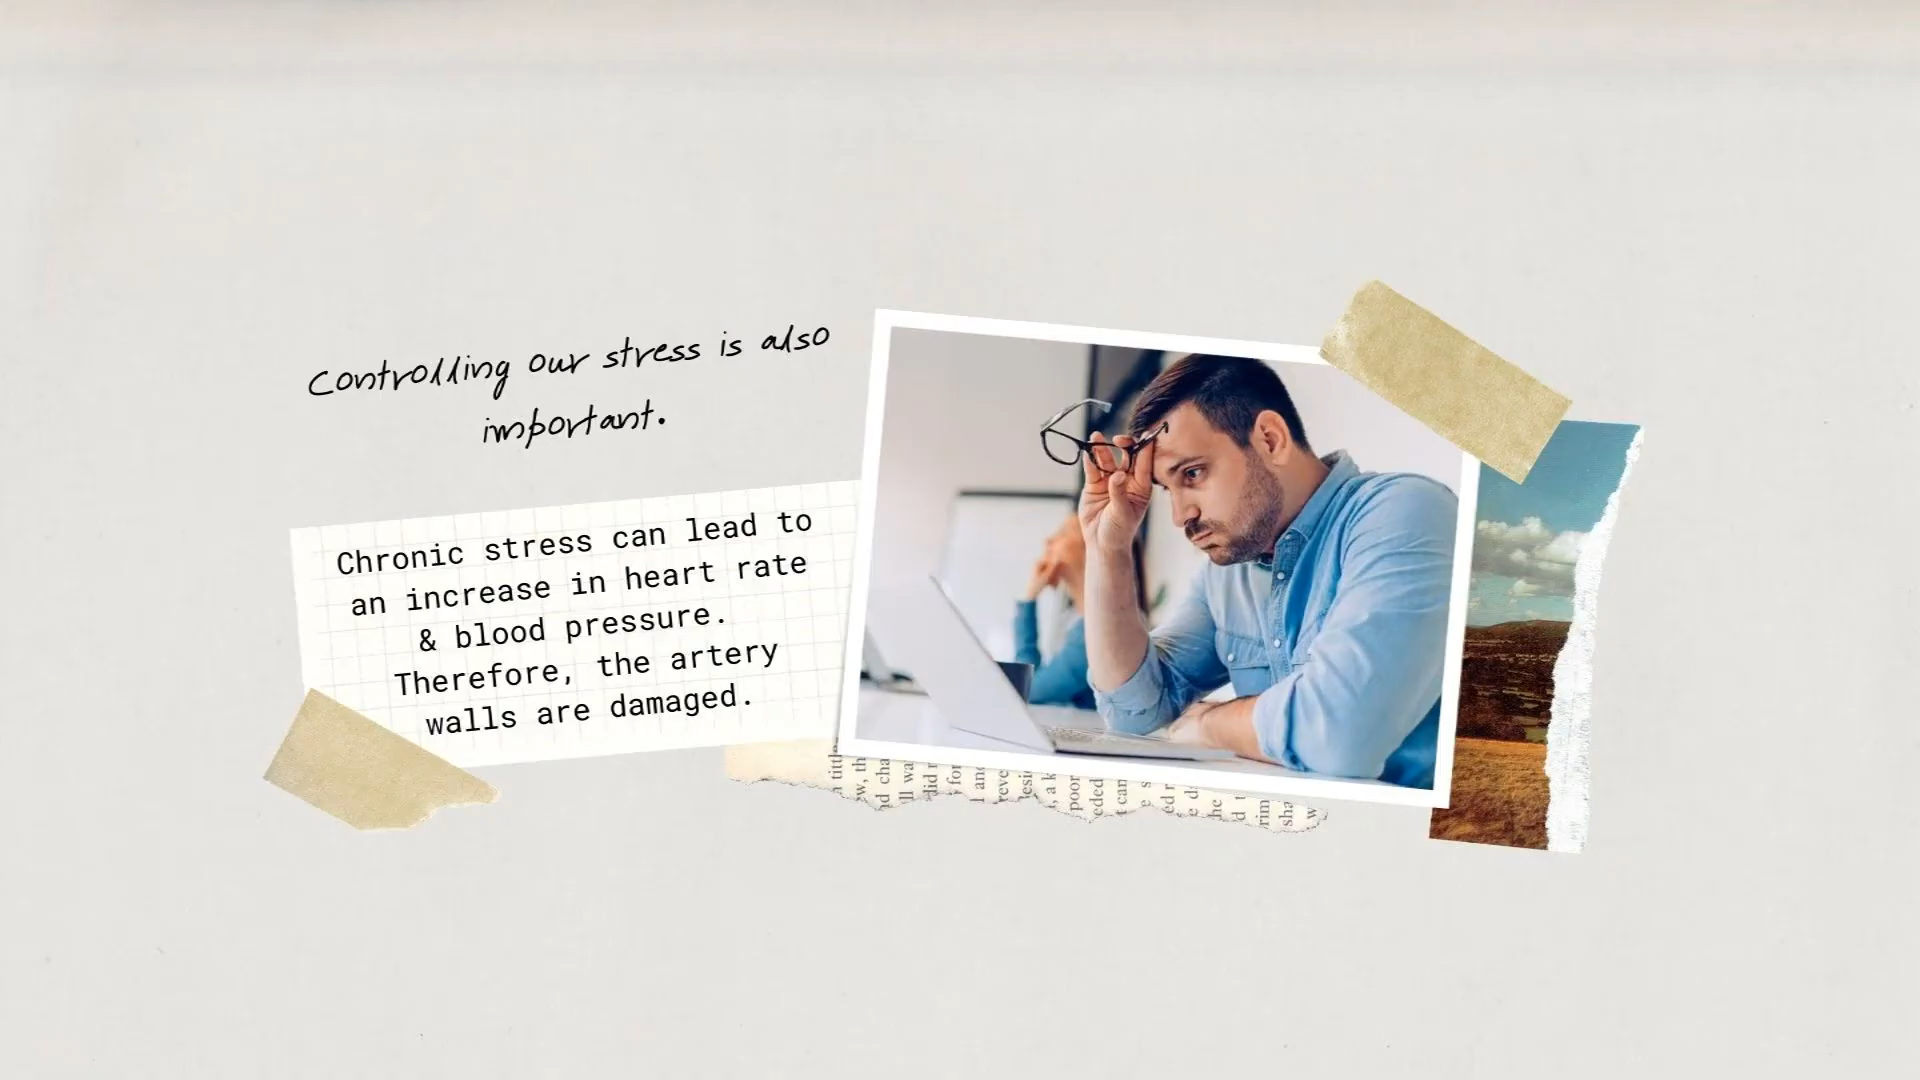 Controlling our stress is also
important.
Chronic stress can lead to
an increase in heart rate
& blood pressure.
Therefore, the artery
walls are damaged.